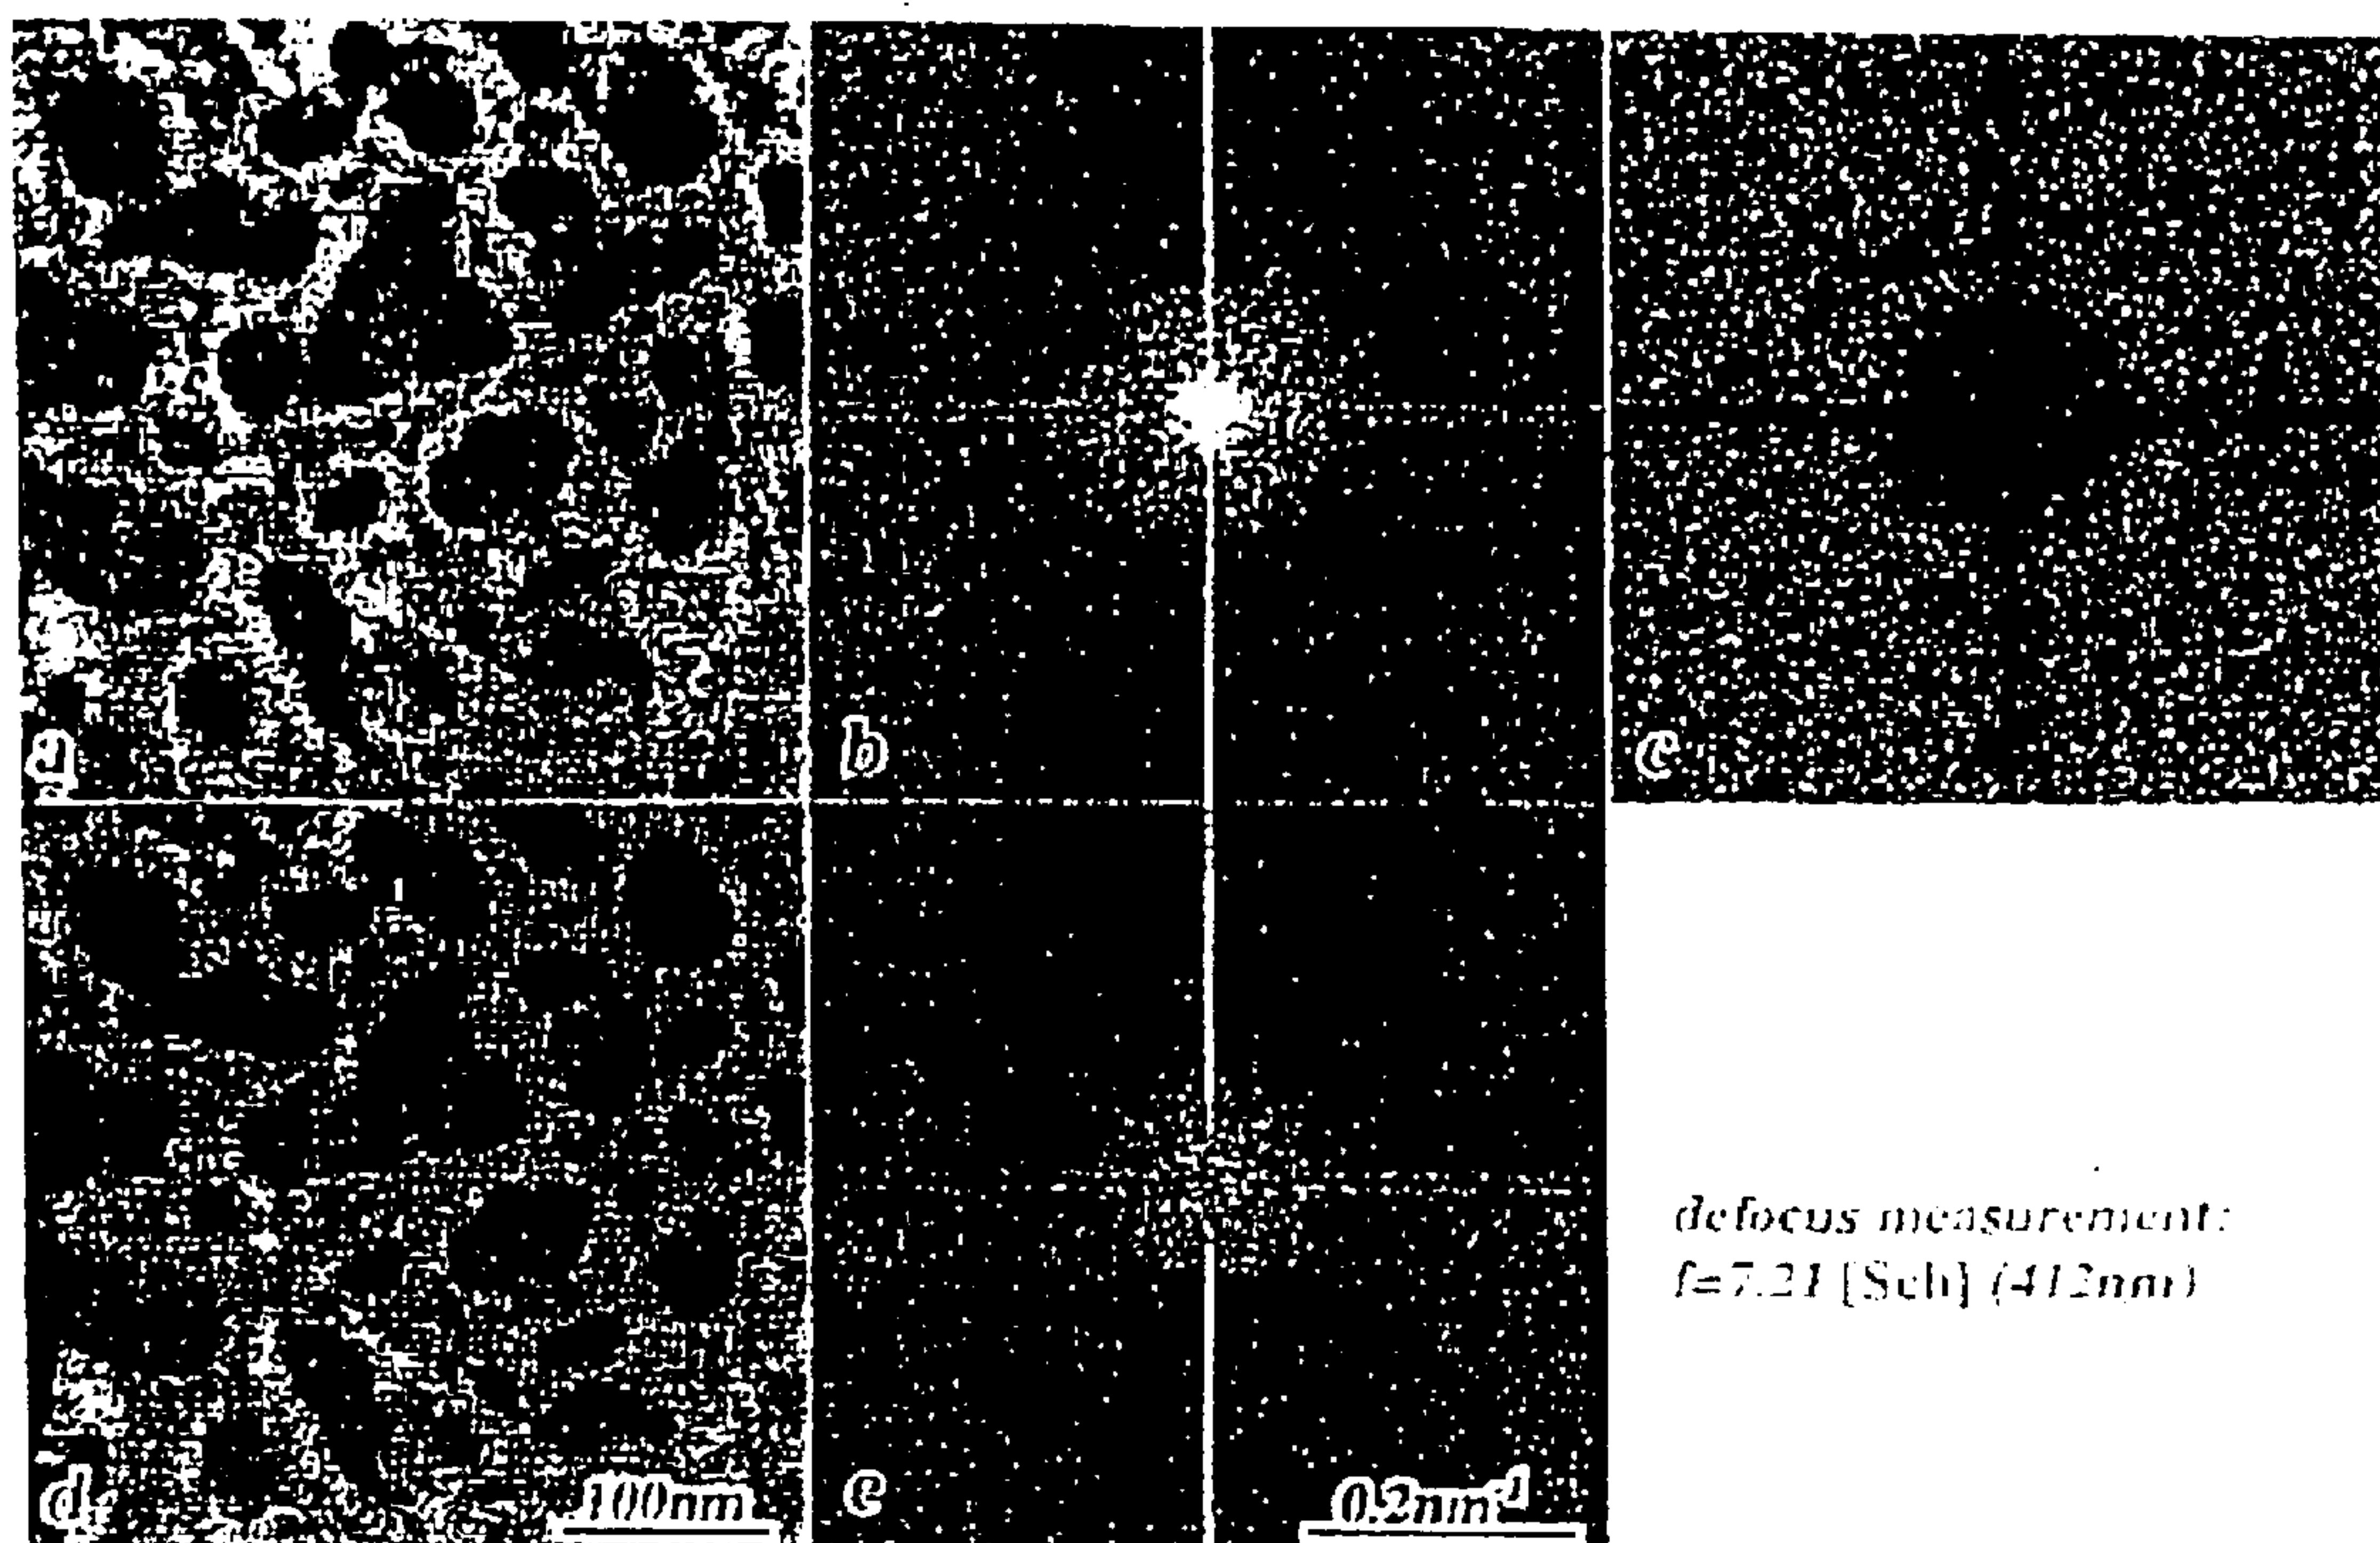 a
b
c
d
100nm
e
0.2nm⁻¹
defocus measurement:
f=7.21 [Sch] (412nm)